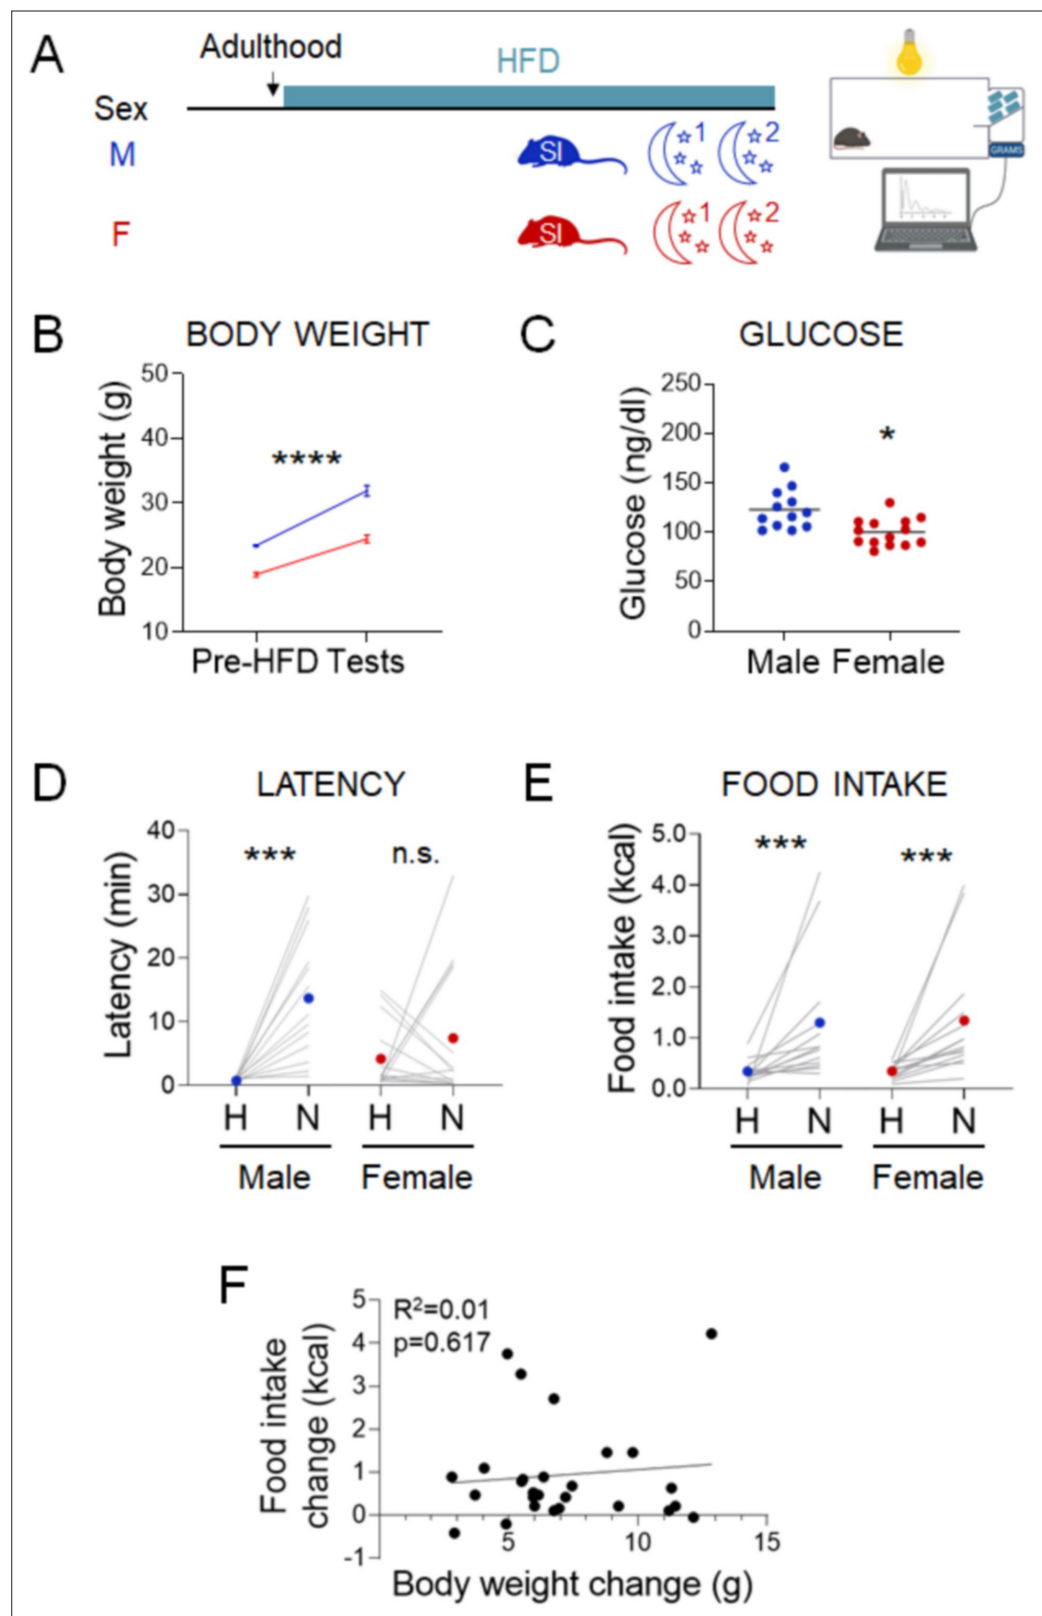 A
Adulthood
HFD
Sex
M
SI
1
2
F
SI
1
2
GRAMS
B
BODY WEIGHT
Body weight (g)
50
40
30
20
10
****
Pre-HFD Tests
C
GLUCOSE
Glucose (ng/dl)
250
200
150
100
50
0
*
Male Female
D
LATENCY
Latency (min)
40
30
20
10
0
***
n.s.
H N H N
Male Female
E
FOOD INTAKE
Food intake (kcal)
5.0
4.0
3.0
2.0
1.0
0.0
***
***
H N H N
Male Female
F
Food intake
change (kcal)
5
4
3
2
1
0
-1
R²=0.01
p=0.617
5 10 15
Body weight change (g)